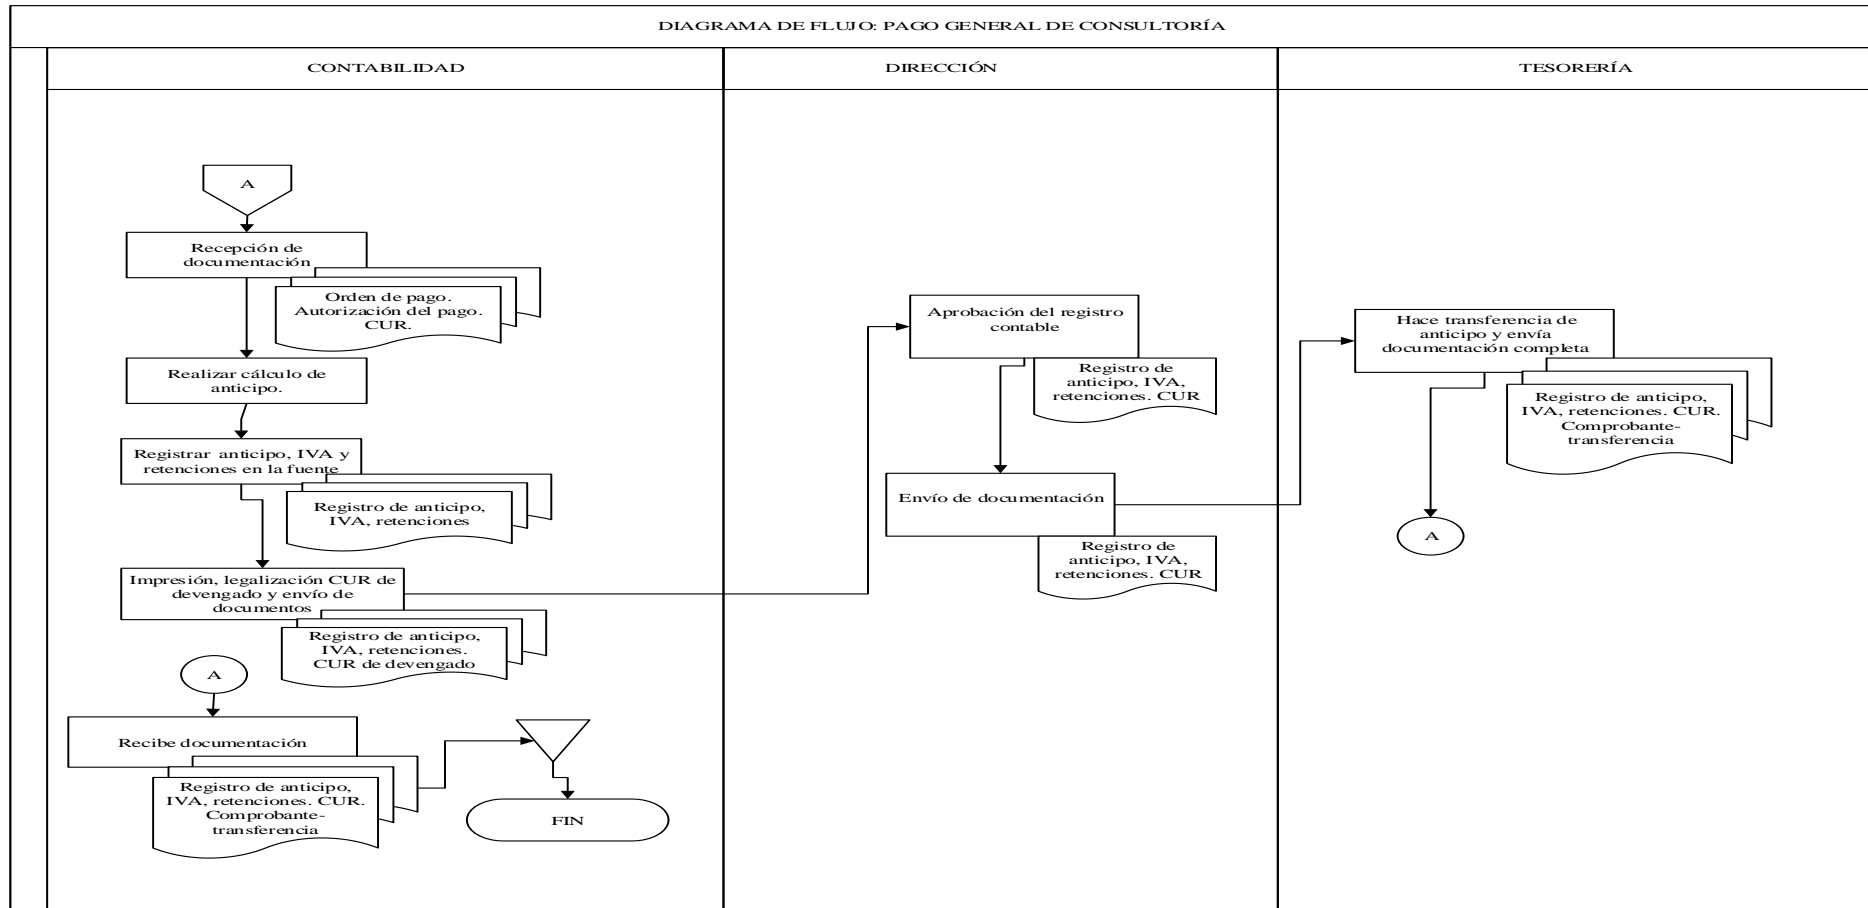 DIAGRAMA DE FLUJO: PAGO GENERAL DE CONSULTORÍA
CONTABILIDAD
DIRECCIÓN
TESORERÍA
A
Recepción de
documentación
Orden de pago.
Autorización del pago.
CUR.
Realizar cálculo de
anticipo.
Registrar anticipo, IVA y
retenciones en la fuente
Registro de anticipo,
IVA, retenciones
Impresión, legalización CUR de
devengado y envío de
documentos
Registro de anticipo,
IVA, retenciones.
CUR de devengado
A
Recibe documentación
Registro de anticipo,
IVA, retenciones. CUR.
Comprobante-
transferencia
FIN
Aprobación del registro
contable
Registro de
anticipo, IVA,
retenciones. CUR
Envío de documentación
Registro de
anticipo, IVA,
retenciones. CUR
Hace transferencia de
anticipo y envía
documentación completa
Registro de anticipo,
IVA, retenciones. CUR.
Comprobante-
transferencia
A